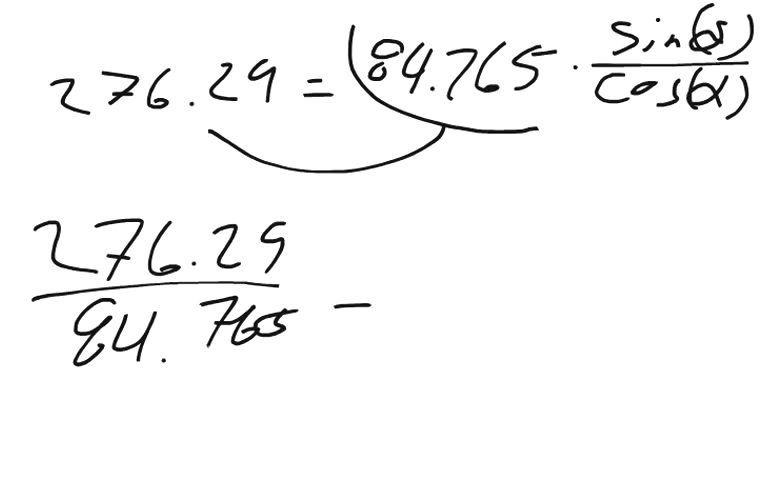 276.29 = 84.765 · sin(α)/cos(α)
276.29/84.765 =